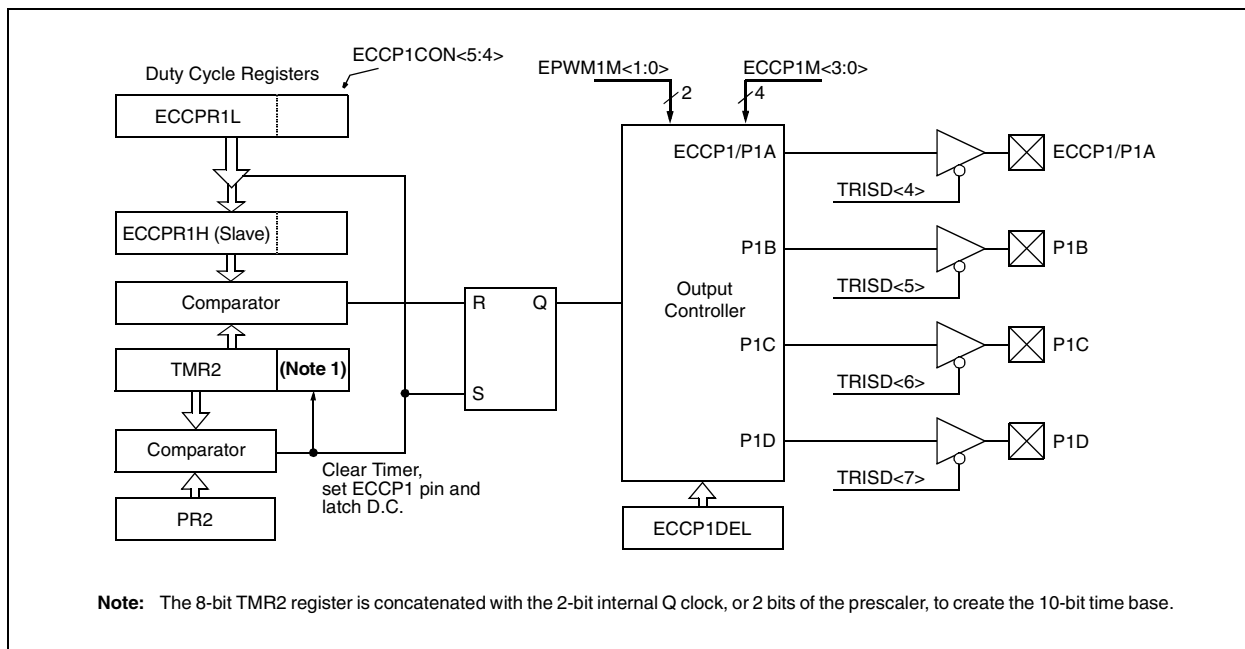 ECCP1CON<5:4>
Duty Cycle Registers
ECCPR1L
ECCPR1H (Slave)
Comparator
TMR2
(Note 1)
Comparator
PR2
Clear Timer,
set ECCP1 pin and
latch D.C.
R
Q
S
EPWM1M<1:0>
2
ECCP1M<3:0>
4
Output
Controller
ECCP1/P1A
P1B
P1C
P1D
ECCP1DEL
TRISD<4>
ECCP1/P1A
TRISD<5>
P1B
TRISD<6>
P1C
TRISD<7>
P1D
Note: The 8-bit TMR2 register is concatenated with the 2-bit internal Q clock, or 2 bits of the prescaler, to create the 10-bit time base.